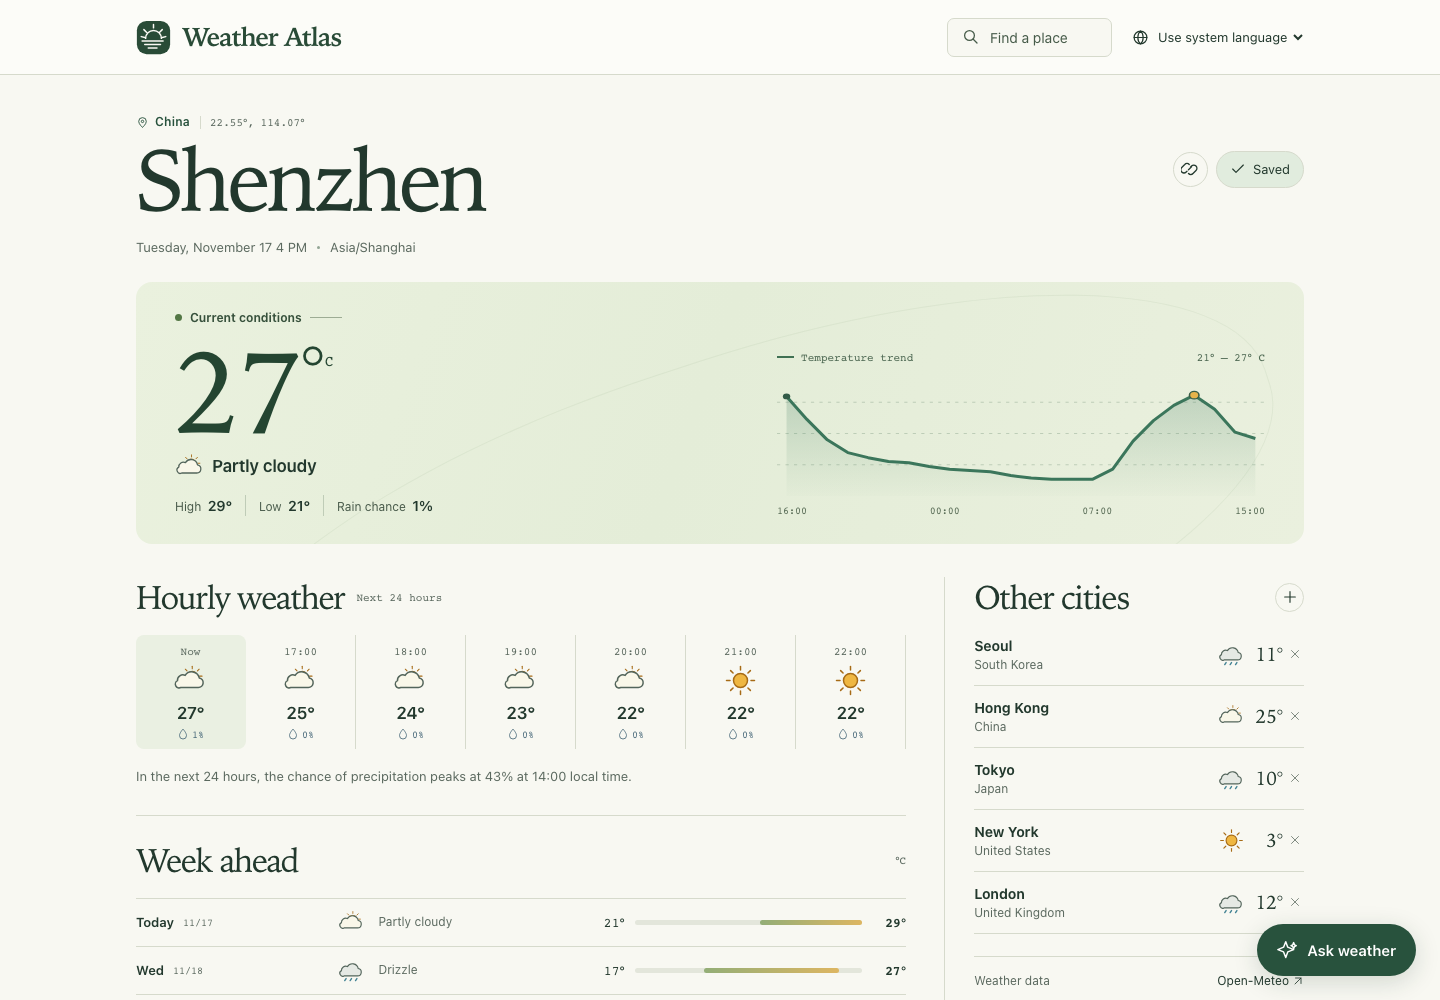 Weather Atlas
Find a place
Use system language
China
22.55°, 114.07°
Shenzhen
Saved
Tuesday, November 17 4 PM • Asia/Shanghai
Current conditions
27°C
Partly cloudy
High 29°
Low 21°
Rain chance 1%
Temperature trend
21° — 27° C
16:00
00:00
07:00
15:00
Hourly weather
Next 24 hours
Now
27°
1%
17:00
25°
0%
18:00
24°
0%
19:00
23°
0%
20:00
22°
0%
21:00
22°
0%
22:00
22°
0%
In the next 24 hours, the chance of precipitation peaks at 43% at 14:00 local time.
Week ahead
°C
Today 11/17 Partly cloudy 21° 29°
Wed 11/18 Drizzle 17° 27°
Other cities
Seoul
South Korea
11°
Hong Kong
China
25°
Tokyo
Japan
10°
New York
United States
3°
London
United Kingdom
12°
Ask weather
Weather data
Open-Meteo